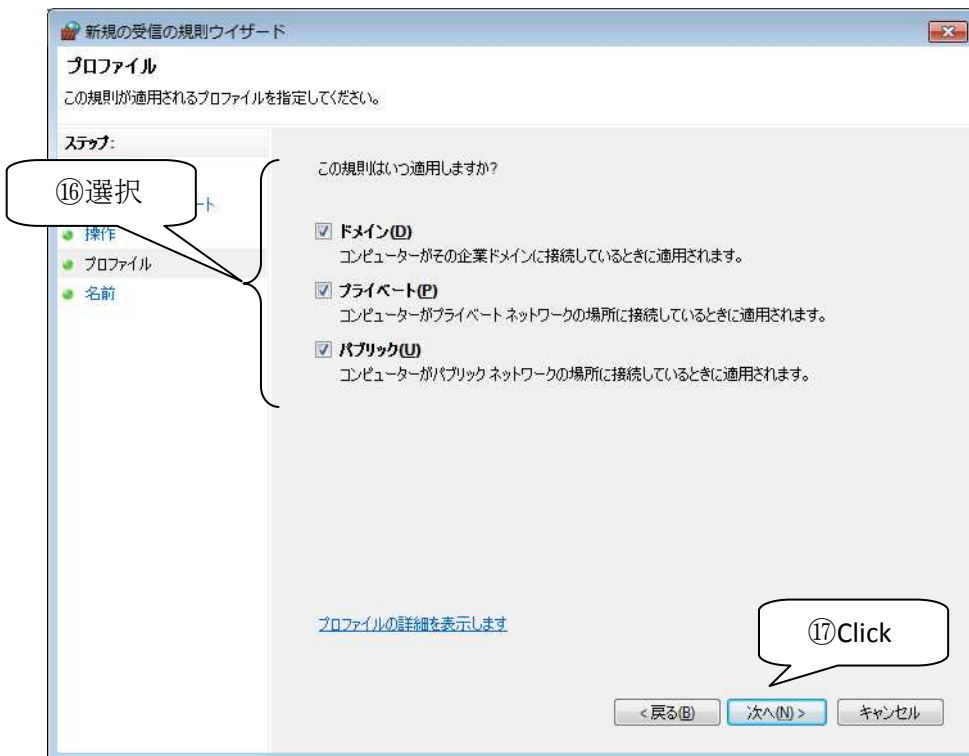 新規の受信の規則ウイザード
プロファイル
この規則が適用されるプロファイルを指定してください。
ステップ:
⑯選択
ート
操作
プロファイル
名前
この規則はいつ適用しますか?
ドメイン(D)
コンピューターがその企業ドメインに接続しているときに適用されます。
プライベート(P)
コンピューターがプライベート ネットワークの場所に接続しているときに適用されます。
パブリック(U)
コンピューターがパブリック ネットワークの場所に接続しているときに適用されます。
プロファイルの詳細を表示します
⑰Click
< 戻る(B)
次へ(N) >
キャンセル